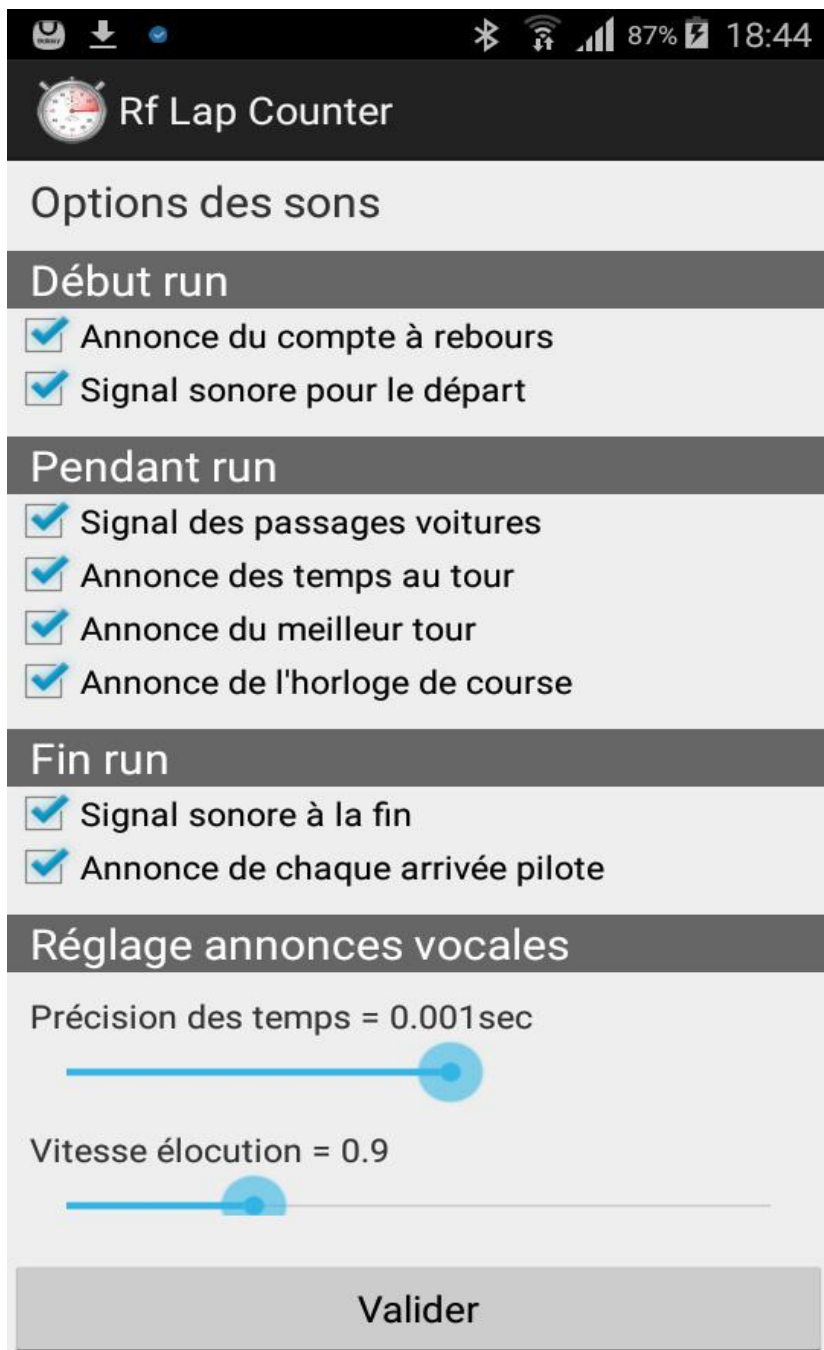 87% 18:44
Rf Lap Counter
Options des sons
Début run
Annonce du compte à rebours
Signal sonore pour le départ
Pendant run
Signal des passages voitures
Annonce des temps au tour
Annonce du meilleur tour
Annonce de l'horloge de course
Fin run
Signal sonore à la fin
Annonce de chaque arrivée pilote
Réglage annonces vocales
Précision des temps = 0.001sec
Vitesse élocution = 0.9
Valider